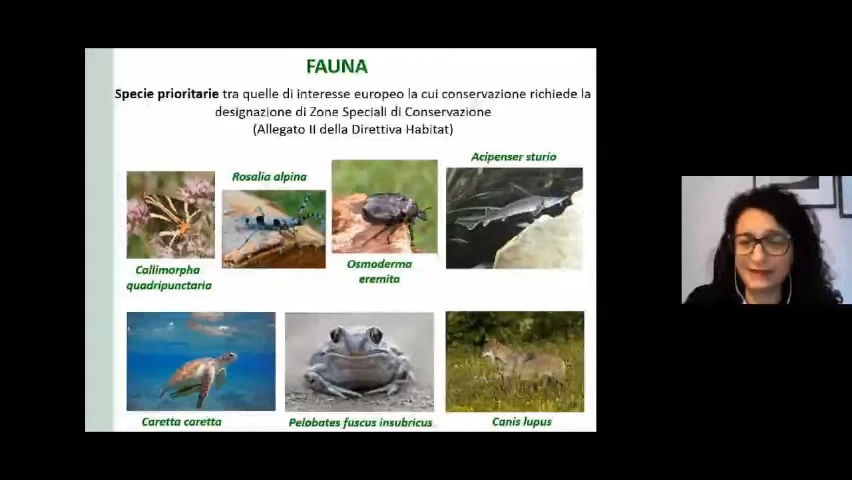 FAUNA
Specie prioritarie tra quelle di interesse europeo la cui conservazione richiede la
designazione di Zone Speciali di Conservazione
(Allegato II della Direttiva Habitat)
Acipenser sturio
Rosalia alpina
Callimorpha
quadripunctaria
Osmoderma
eremita
Caretta caretta
Pelobates fuscus insubricus
Canis lupus